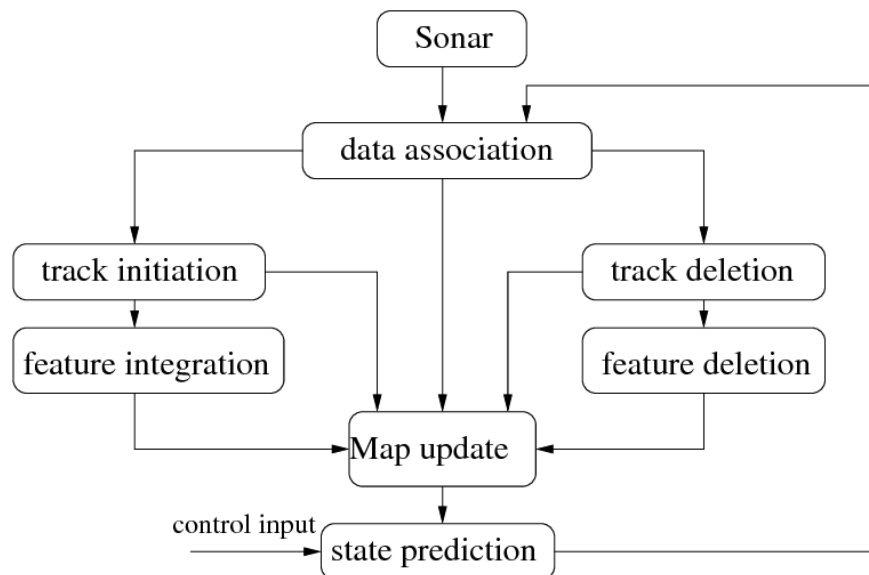 Sonar
data association
track initiation
track deletion
feature integration
feature deletion
Map update
control input
state prediction